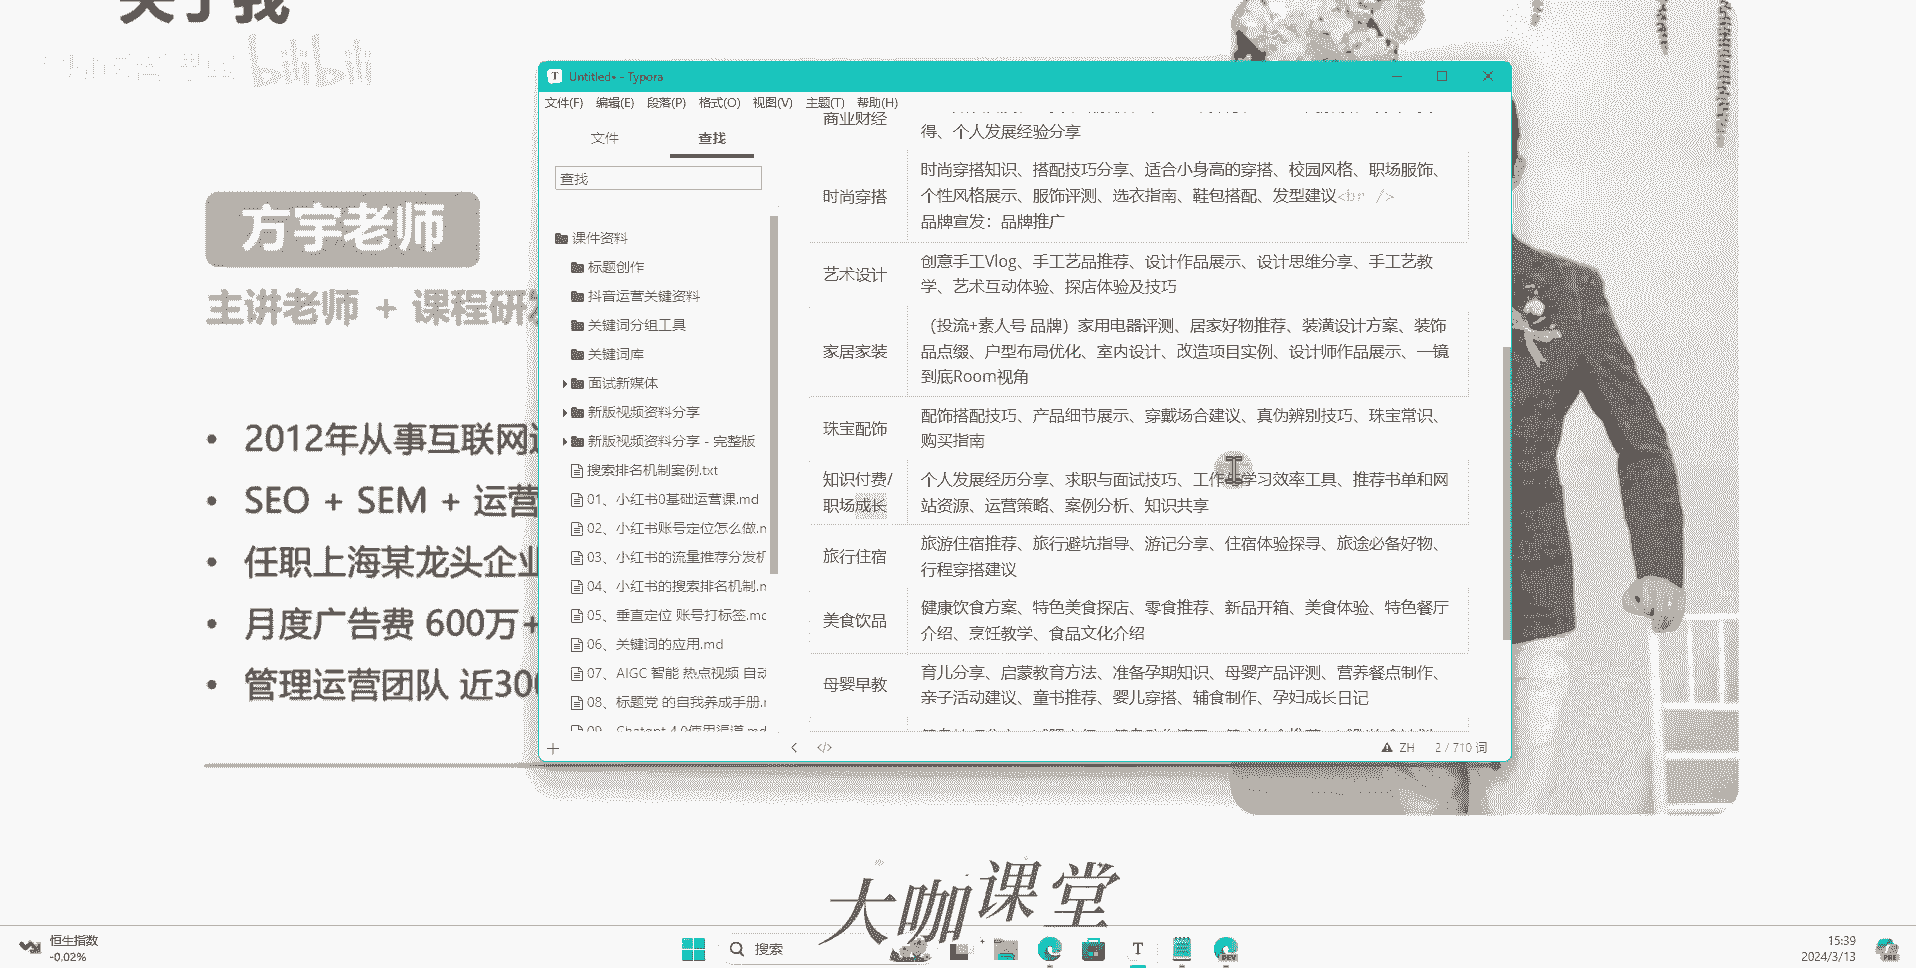 关于我
bilibili
方宇老师
主讲老师 + 课程研发
2012年从事互联网
SEO + SEM + 运营
任职上海某龙头企业
月度广告费 600万+
管理运营团队 近300
Untitled• - Typora
文件(F) 编辑(E) 段落(P) 格式(O) 视图(V) 主题(T) 帮助(H)
文件 查找
查找
课件资料
标题创作
抖音运营关键资料
关键词分组工具
关键词库
面试新媒体
新版视频资料分享
新版视频资料分享 - 完整版
搜索排名机制案例.txt
01、小红书0基础运营课.md
02、小红书账号定位怎么做.m
03、小红书的流量推荐分发机
04、小红书的搜索排名机制.m
05、垂直定位 账号打标签.md
06、关键词的应用.md
07、AIGC 智能 热点视频 自动
08、标题党 的自我养成手册.m
09、Chatgpt 4.0使用渠道.md
商业财经
得、个人发展经验分享
时尚穿搭
时尚穿搭知识、搭配技巧分享、适合小身高的穿搭、校园风格、职场服饰、
个性风格展示、服饰评测、选衣指南、鞋包搭配、发型建议<br />
品牌宣发：品牌推广
艺术设计
创意手工Vlog、手工艺品推荐、设计作品展示、设计思维分享、手工艺教
学、艺术互动体验、探店体验及技巧
家居家装
（投流+素人号 品牌）家用电器评测、居家好物推荐、装潢设计方案、装饰
品点缀、户型布局优化、室内设计、改造项目实例、设计师作品展示、一镜
到底Room视角
珠宝配饰
配饰搭配技巧、产品细节展示、穿戴场合建议、真伪辨别技巧、珠宝常识、
购买指南
知识付费/
职场成长
个人发展经历分享、求职与面试技巧、工作与学习效率工具、推荐书单和网
站资源、运营策略、案例分析、知识共享
旅行住宿
旅游住宿推荐、旅行避坑指导、游记分享、住宿体验探寻、旅途必备好物、
行程穿搭建议
美食饮品
健康饮食方案、特色美食探店、零食推荐、新品开箱、美食体验、特色餐厅
介绍、烹饪教学、食品文化介绍
母婴早教
育儿分享、启蒙教育方法、准备孕期知识、母婴产品评测、营养餐点制作、
亲子活动建议、童书推荐、婴儿穿搭、辅食制作、孕妇成长日记
ZH 2 / 710 词
大咖课堂
恒生指数
-0.02%
搜索
DEV
15:39
2024/3/13
PRE